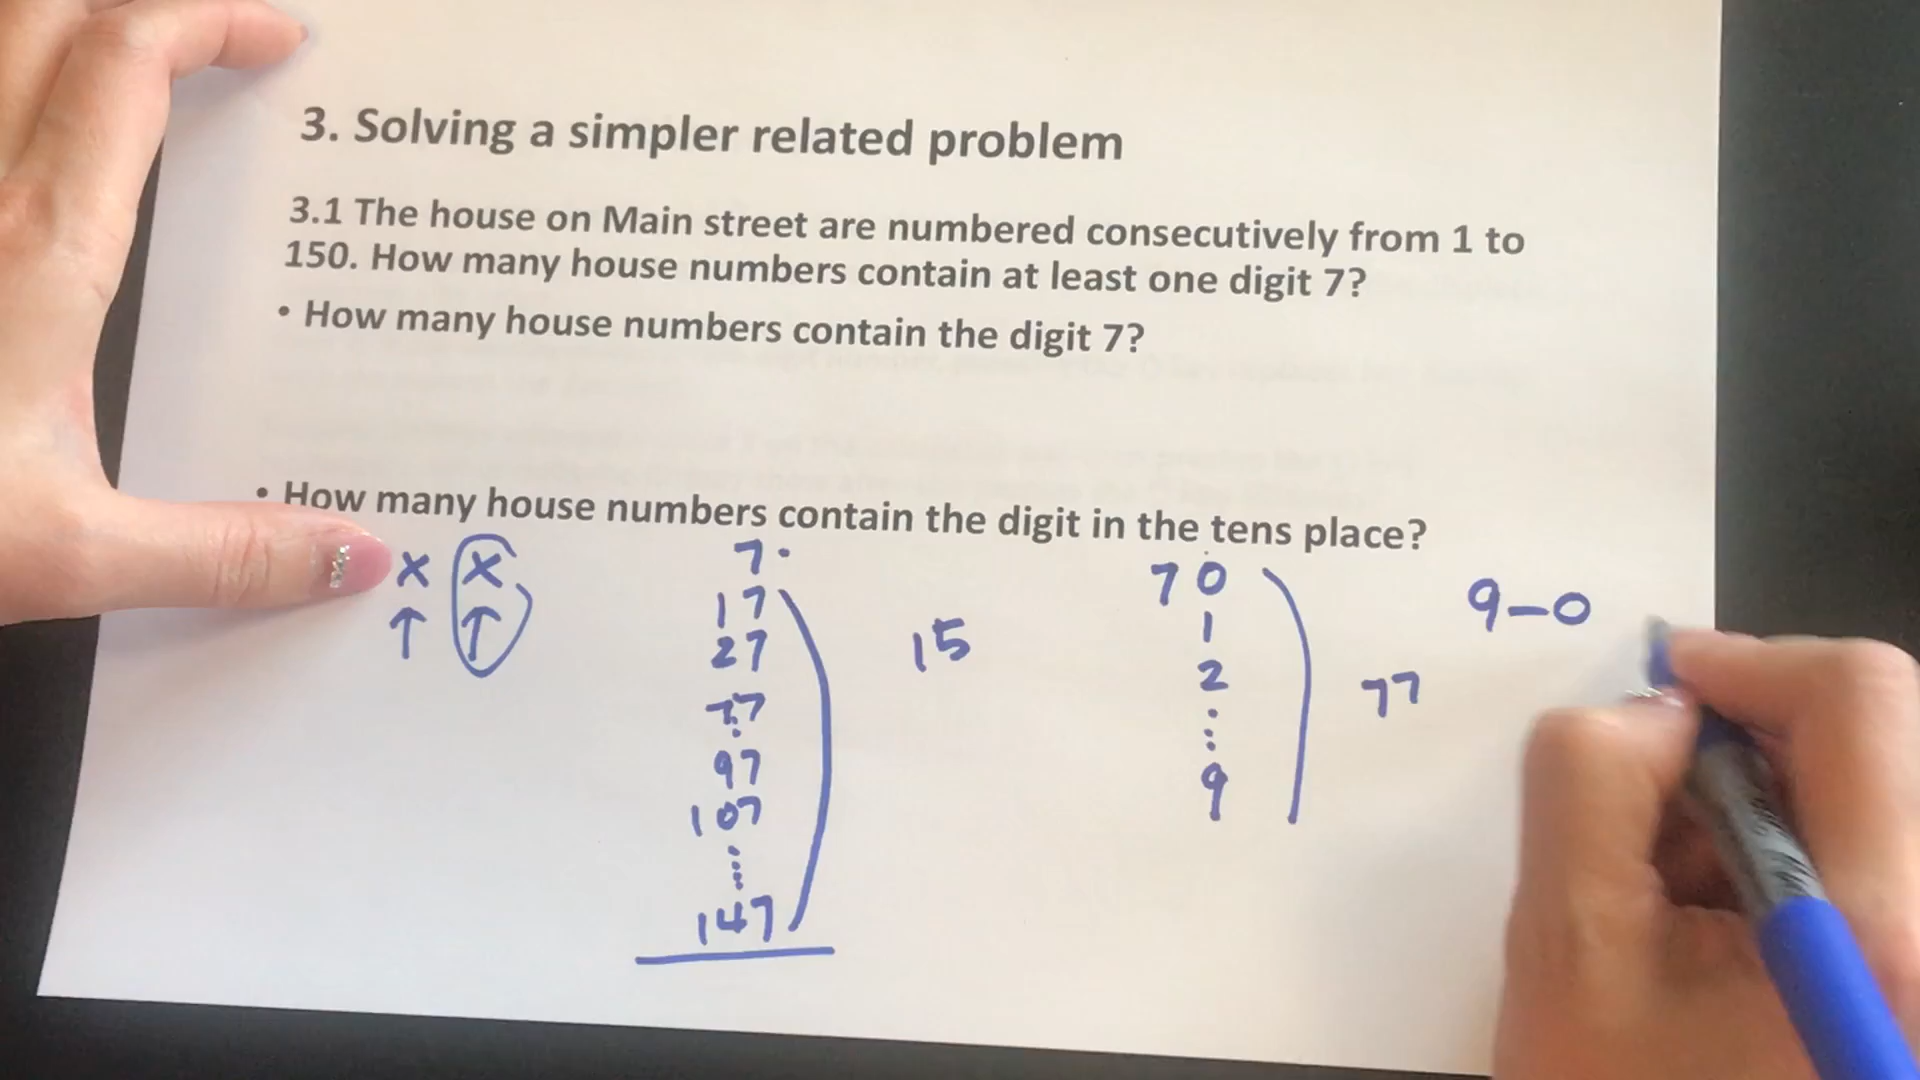 3. Solving a simpler related problem
3.1 The house on Main street are numbered consecutively from 1 to
150. How many house numbers contain at least one digit 7?
• How many house numbers contain the digit 7?
• How many house numbers contain the digit in the tens place?
x x
↑ ↑
7
17
27
77
97
107
147
15
70
1
2
9
77
9-0